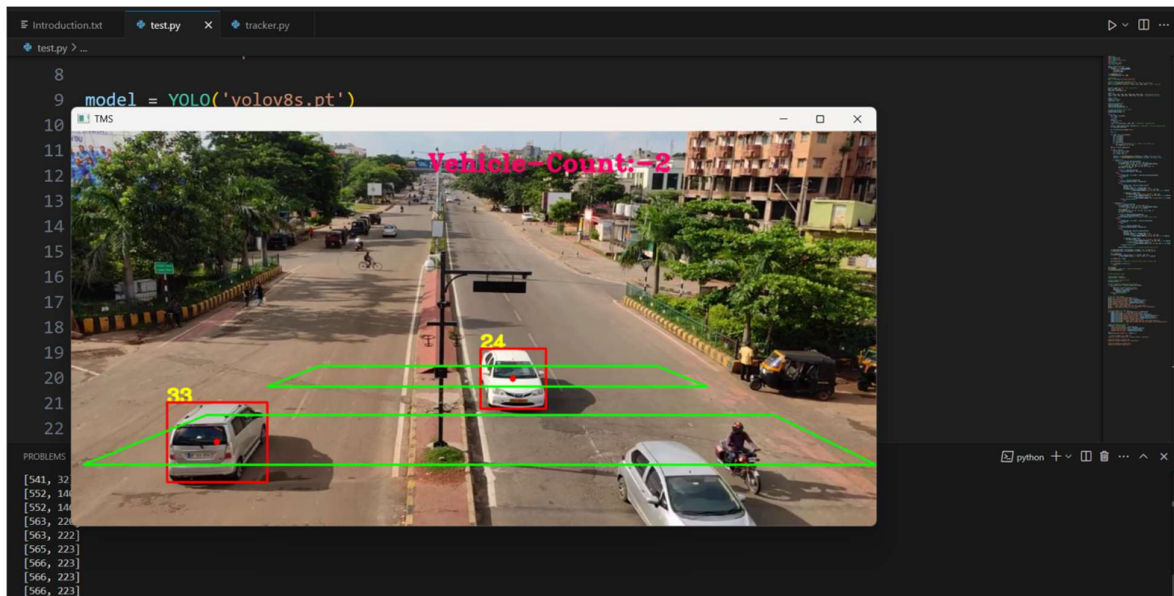 Introduction.txt
test.py
tracker.py
test.py > ...
8
9 model = YOLO('yolov8s.pt')
10
TMS
11
Vehicle-Count:-2
12
13
14
15
16
17
18
19
24
20
33
21
22
PROBLEMS
python
[541, 32
[552, 14
[552, 14
[563, 22
[563, 222]
[565, 223]
[566, 223]
[566, 223]
[566, 223]